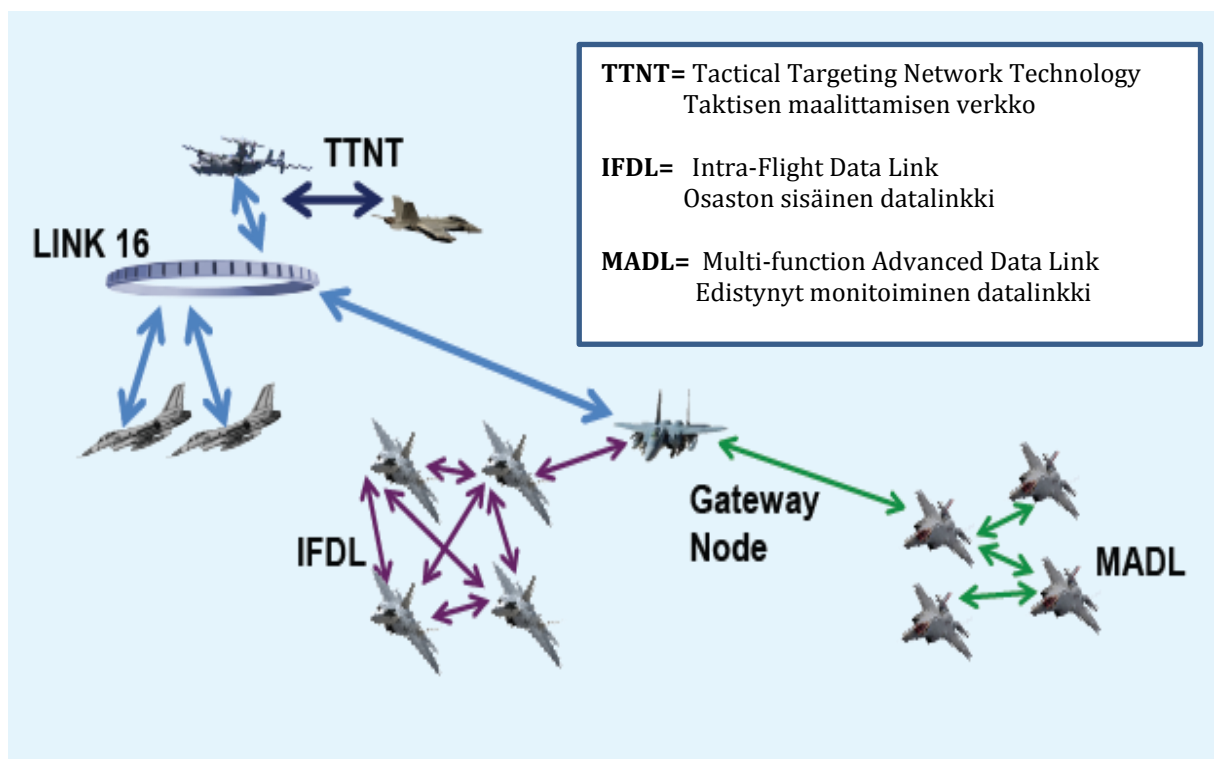 TTNT= Tactical Targeting Network Technology
Taktisen maalittamisen verkko
IFDL= Intra-Flight Data Link
Osaston sisäinen datalinkki
MADL= Multi-function Advanced Data Link
Edistynyt monitoiminen datalinkki
TTNT
LINK 16
Gateway
Node
IFDL
MADL